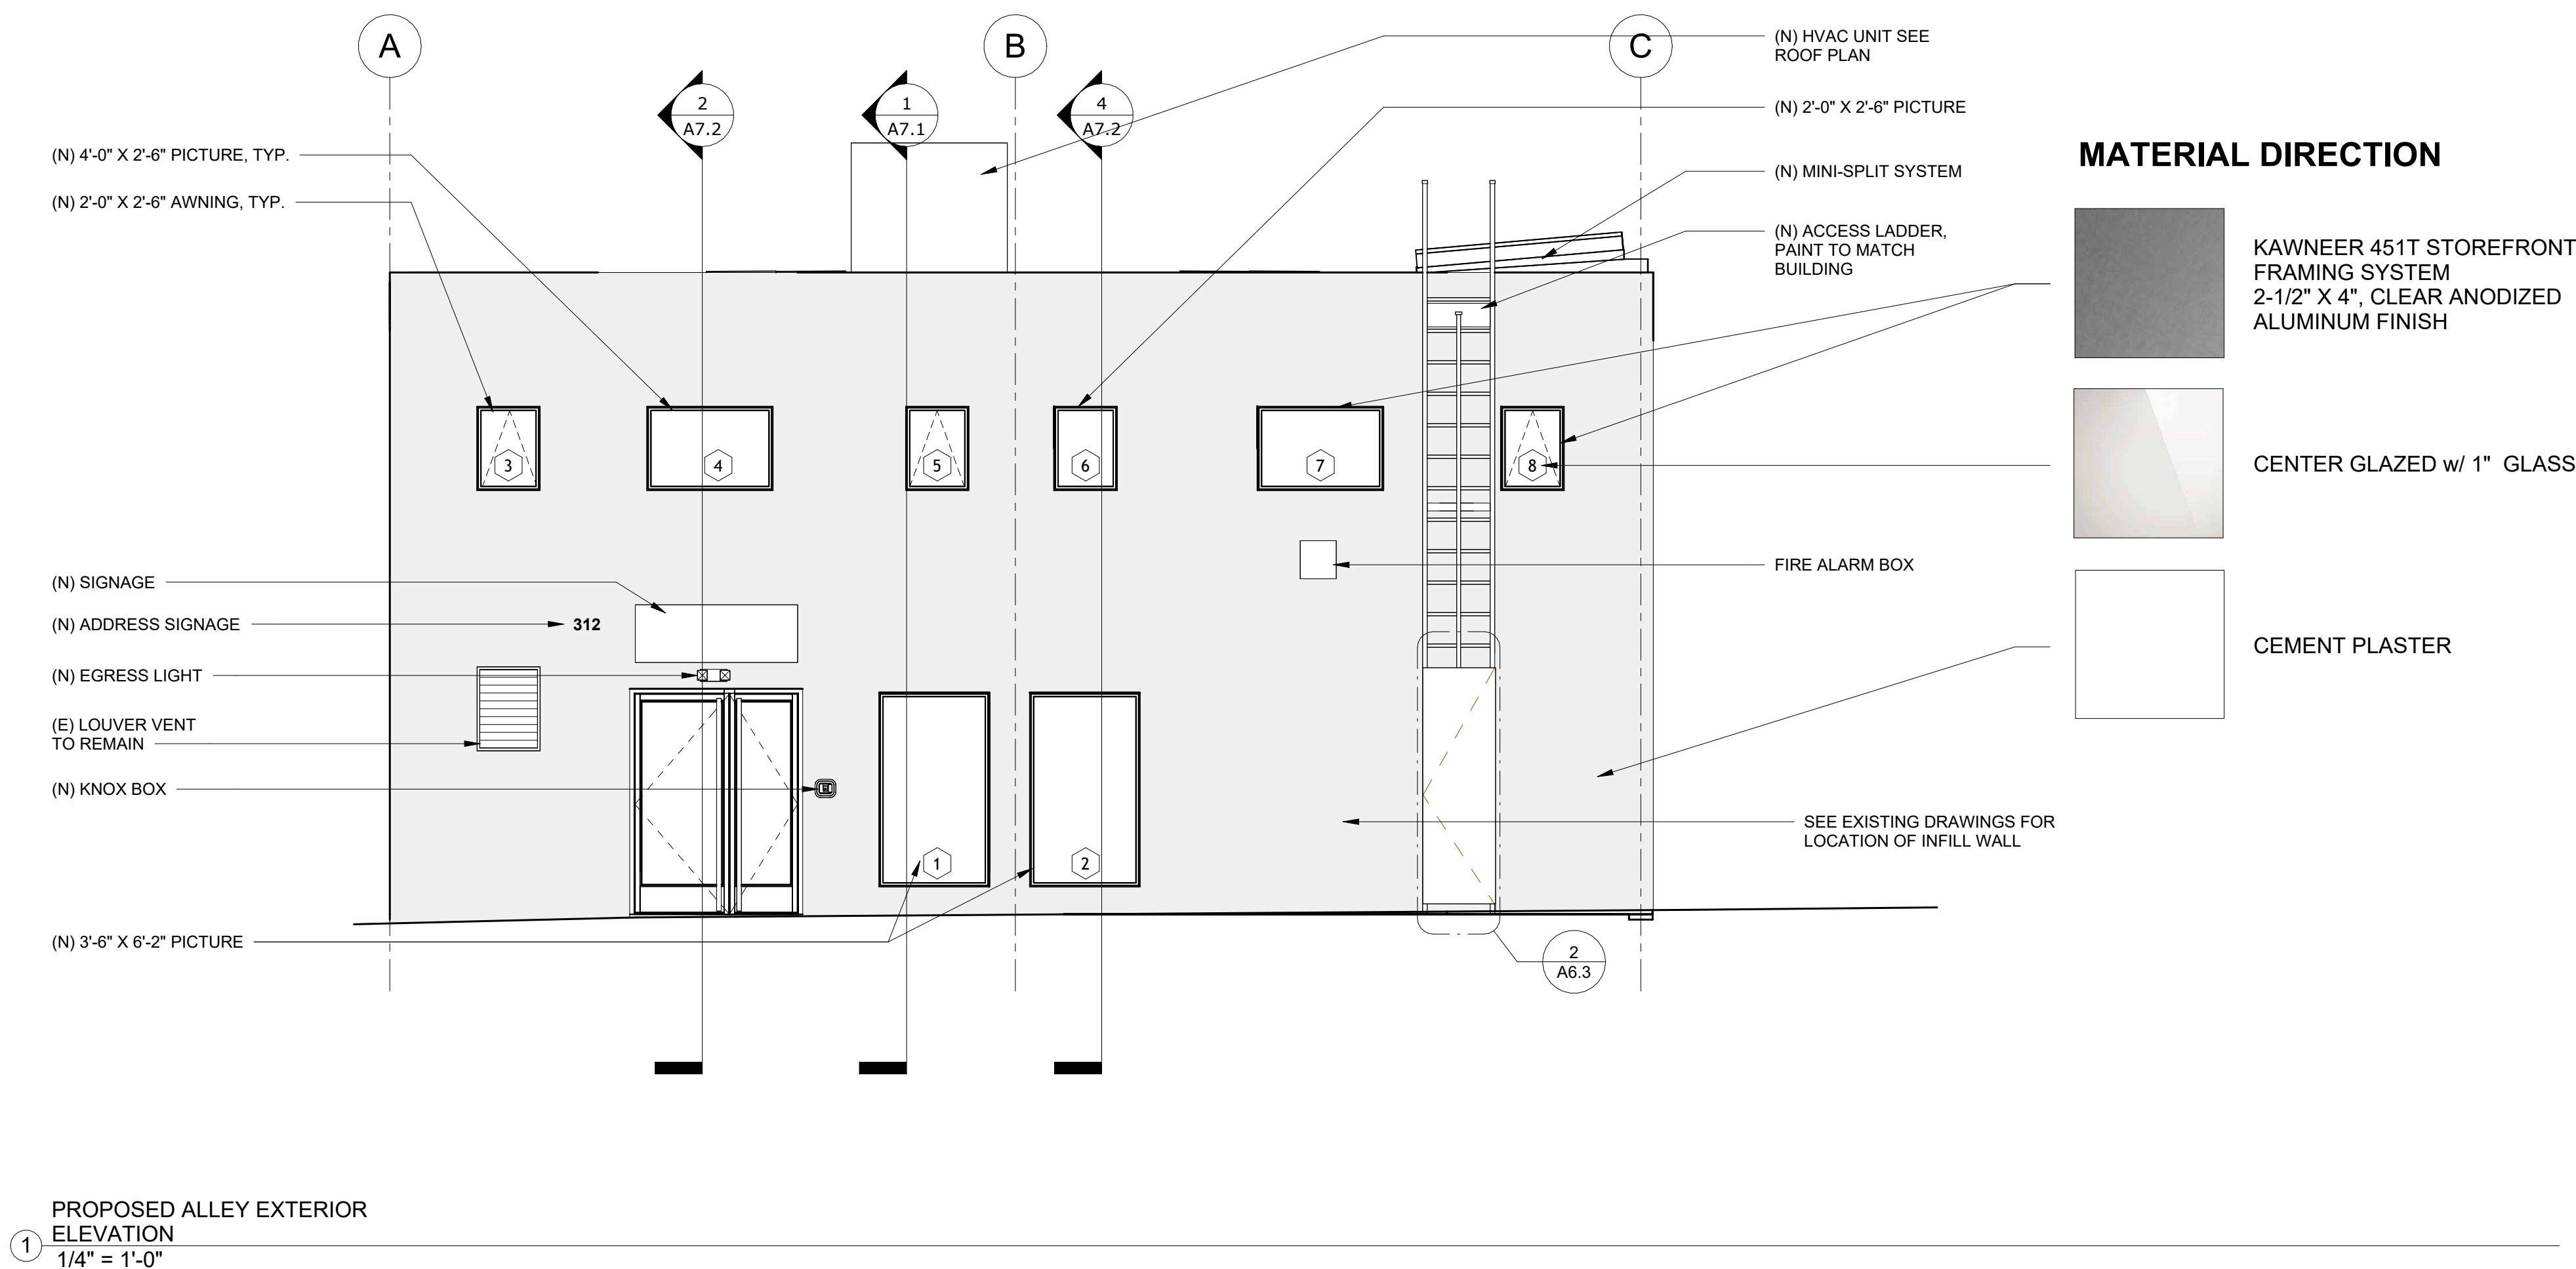 A
B
C
2
A7.2
1
A7.1
4
A7.2
(N) 4'-0" X 2'-6" PICTURE, TYP.
(N) 2'-0" X 2'-6" AWNING, TYP.
(N) SIGNAGE
(N) ADDRESS SIGNAGE
312
(N) EGRESS LIGHT
(E) LOUVER VENT
TO REMAIN
(N) KNOX BOX
(N) 3'-6" X 6'-2" PICTURE
3
4
5
6
7
8
1
2
(N) HVAC UNIT SEE
ROOF PLAN
(N) 2'-0" X 2'-6" PICTURE
(N) MINI-SPLIT SYSTEM
(N) ACCESS LADDER,
PAINT TO MATCH
BUILDING
FIRE ALARM BOX
SEE EXISTING DRAWINGS FOR
LOCATION OF INFILL WALL
2
A6.3
MATERIAL DIRECTION
KAWNEER 451T STOREFRONT
FRAMING SYSTEM
2-1/2" X 4", CLEAR ANODIZED
ALUMINUM FINISH
CENTER GLAZED w/ 1" GLASS
CEMENT PLASTER
1
PROPOSED ALLEY EXTERIOR
ELEVATION
1/4" = 1'-0"